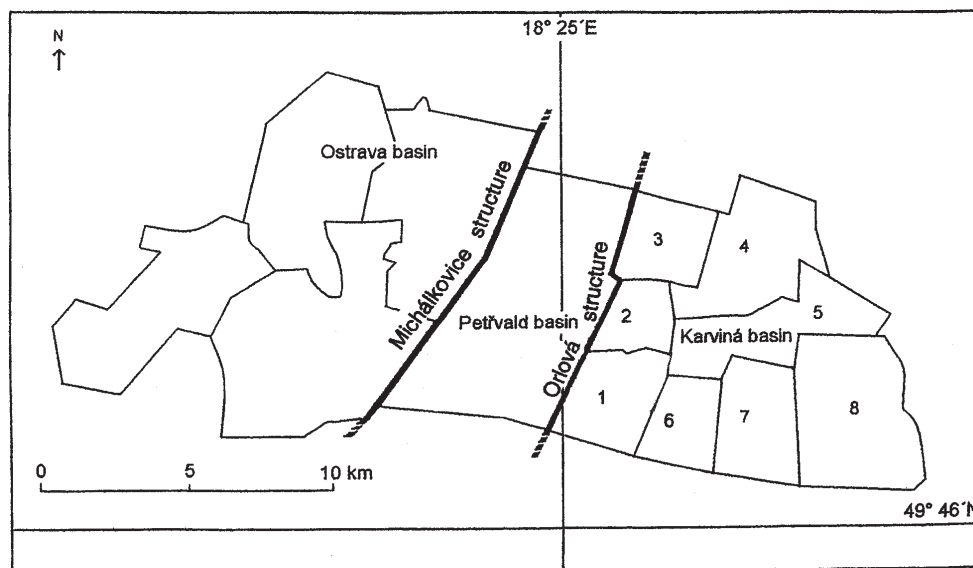 18° 25´E
N
Ostrava basin
Michálkovice structure
Orlová structure
Petřvald basin
Karviná basin
3
4
2
5
1
6
7
8
0 5 10 km
49° 46´N